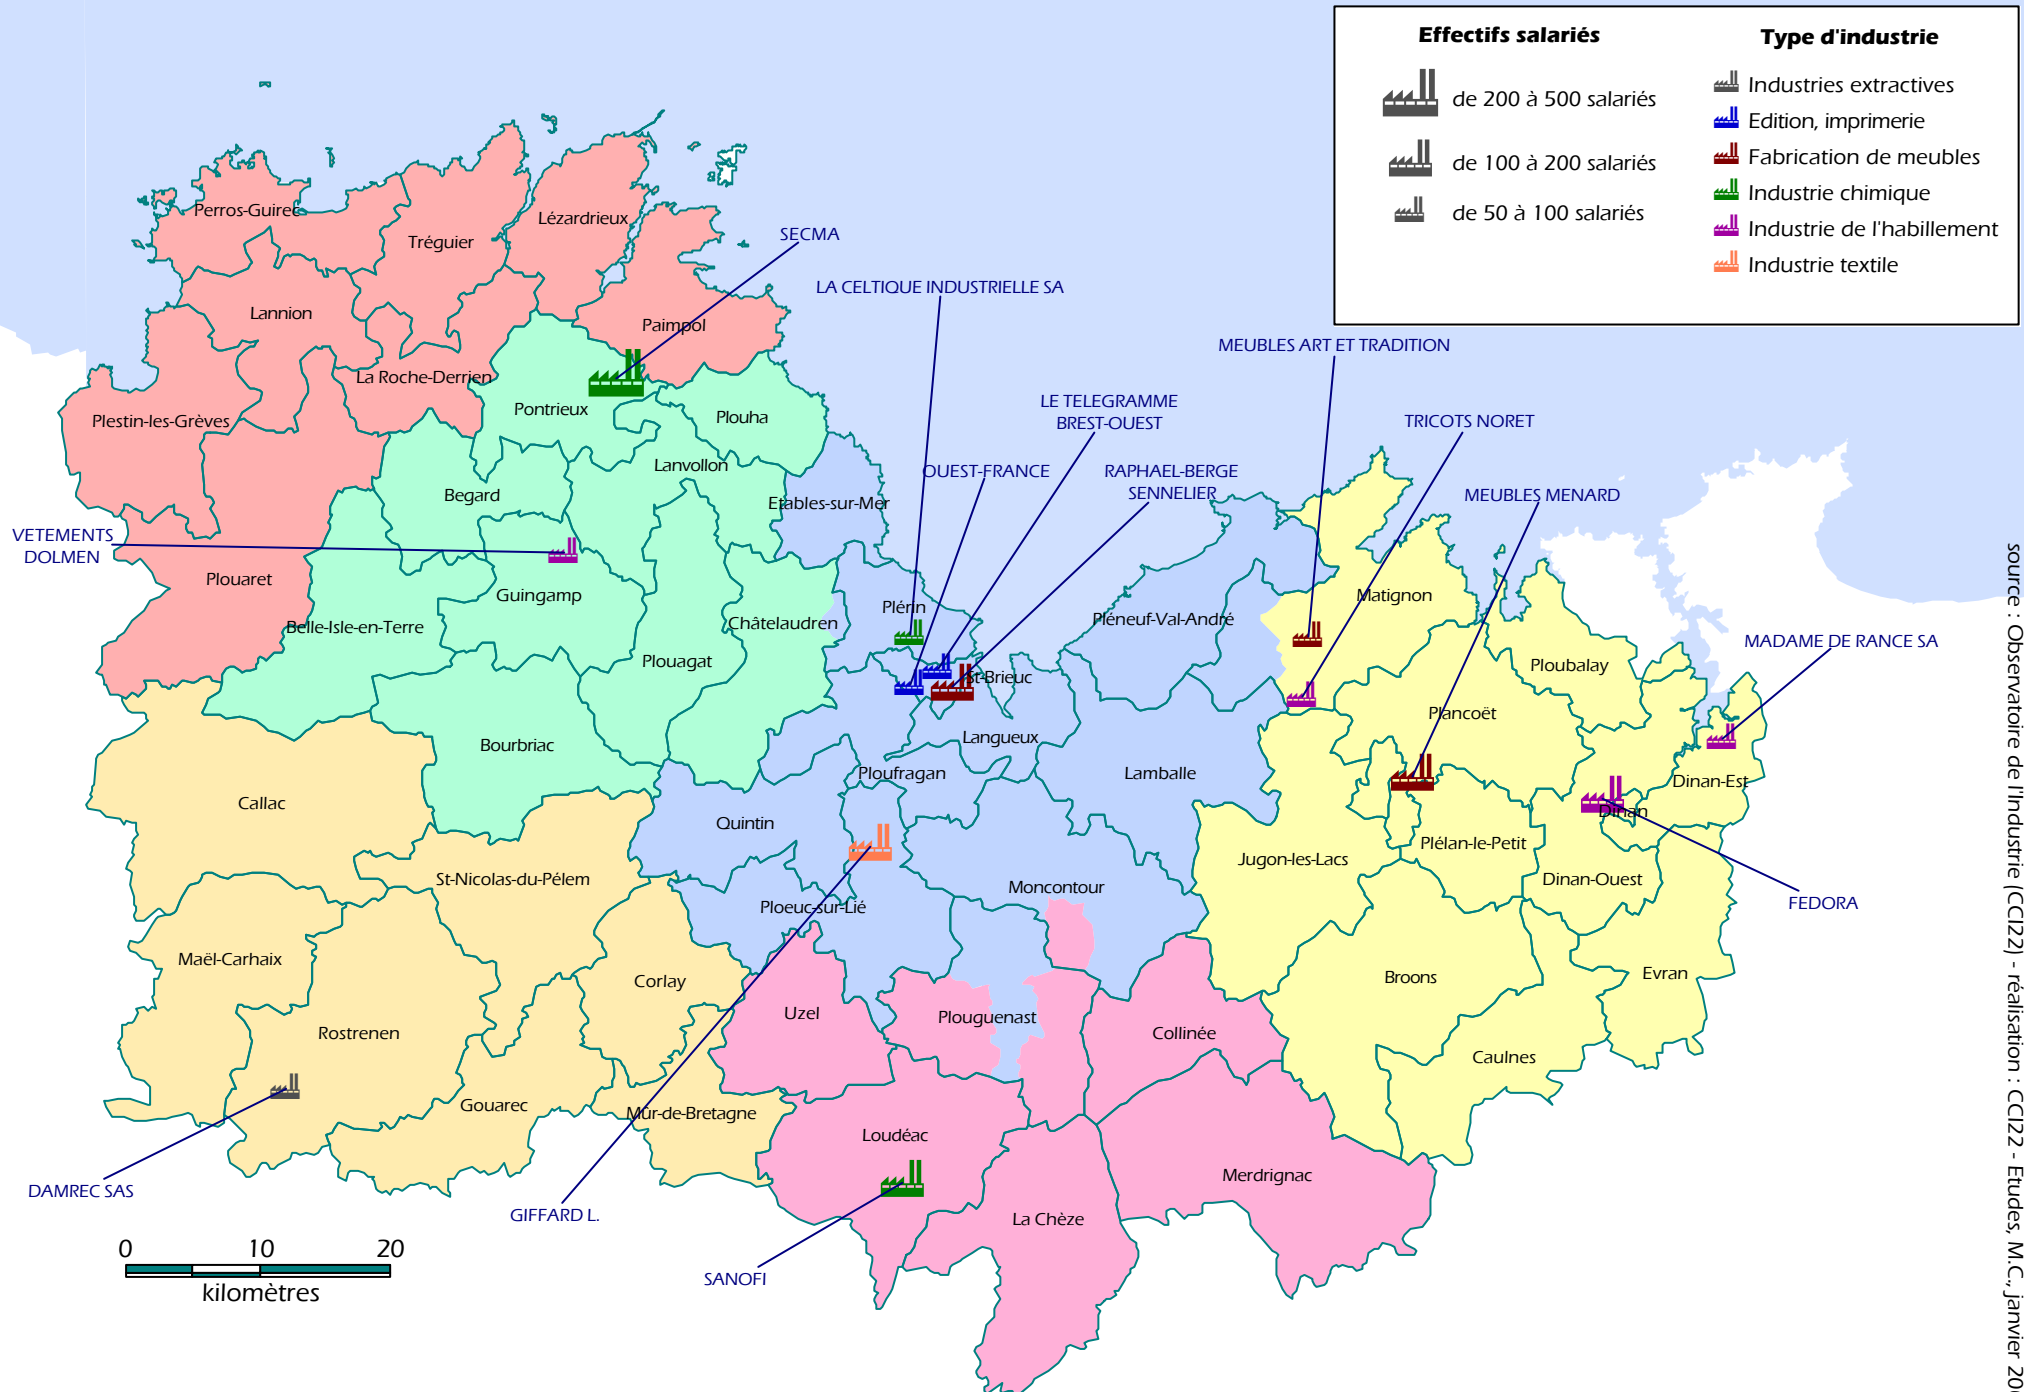 Effectifs salariés
de 200 à 500 salariés
de 100 à 200 salariés
de 50 à 100 salariés
Type d'industrie
Industries extractives
Edition, imprimerie
Fabrication de meubles
Industrie chimique
Industrie de l'habillement
Industrie textile
Perros-Guirec
Tréguier
Lézardrieux
SECMA
LA CELTIQUE INDUSTRIELLE SA
Lannion
Paimpol
MEUBLES ART ET TRADITION
La Roche-Derrien
Pontrieux
Plouha
LE TELEGRAMME
BREST-OUEST
TRICOTS NORET
Plestin-les-Grèves
Lanvollon
OUEST-FRANCE
RAPHAEL-BERGE
SENNELIER
Begard
Etables-sur-Mer
MEUBLES MENARD
VETEMENTS
DOLMEN
Plouaret
Guingamp
Matignon
Plérin
Pléneuf-Val-André
Belle-Isle-en-Terre
Châtelaudren
MADAME DE RANCE SA
Plouagat
Ploubalay
St-Brieuc
Plancoët
Bourbriac
Langueux
Ploufragan
Lamballe
Dinan-Est
Callac
Quintin
Dinan
Plélan-le-Petit
Jugon-les-Lacs
St-Nicolas-du-Pélem
Dinan-Ouest
Moncontour
Ploeuc-sur-Lié
FEDORA
Maël-Carhaix
Corlay
Broons
Evran
Uzel
Plouguenast
Rostrenen
Collinée
Caulnes
Gouarec
Mûr-de-Bretagne
Loudéac
Merdrignac
DAMREC SAS
GIFFARD L.
La Chèze
SANOFI
0 10 20
kilomètres
source : Observatoire de l'Industrie (CCI22) - réalisation : CCI22 - Etudes, M.C., janvier 20